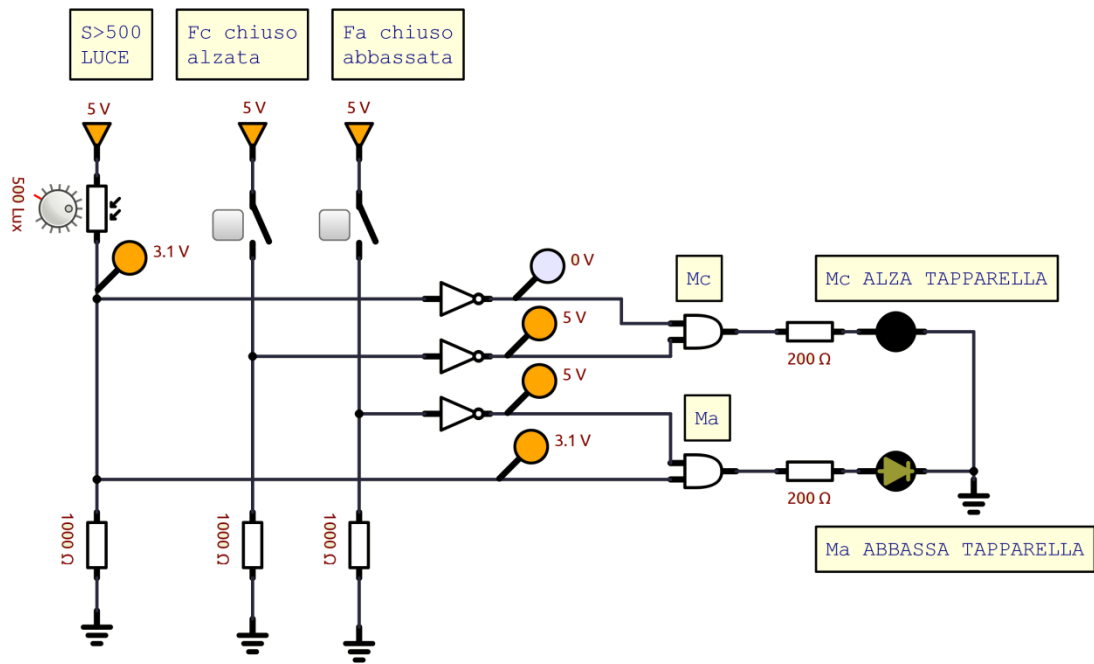 S>500
LUCE
Fc chiuso
alzata
Fa chiuso
abbassata
5 V
5 V
5 V
500 Lux
3.1 V
0 V
Mc
Mc ALZA TAPPARELLA
5 V
200 Ω
5 V
Ma
3.1 V
200 Ω
1000 Ω
1000 Ω
1000 Ω
Ma ABBASSA TAPPARELLA